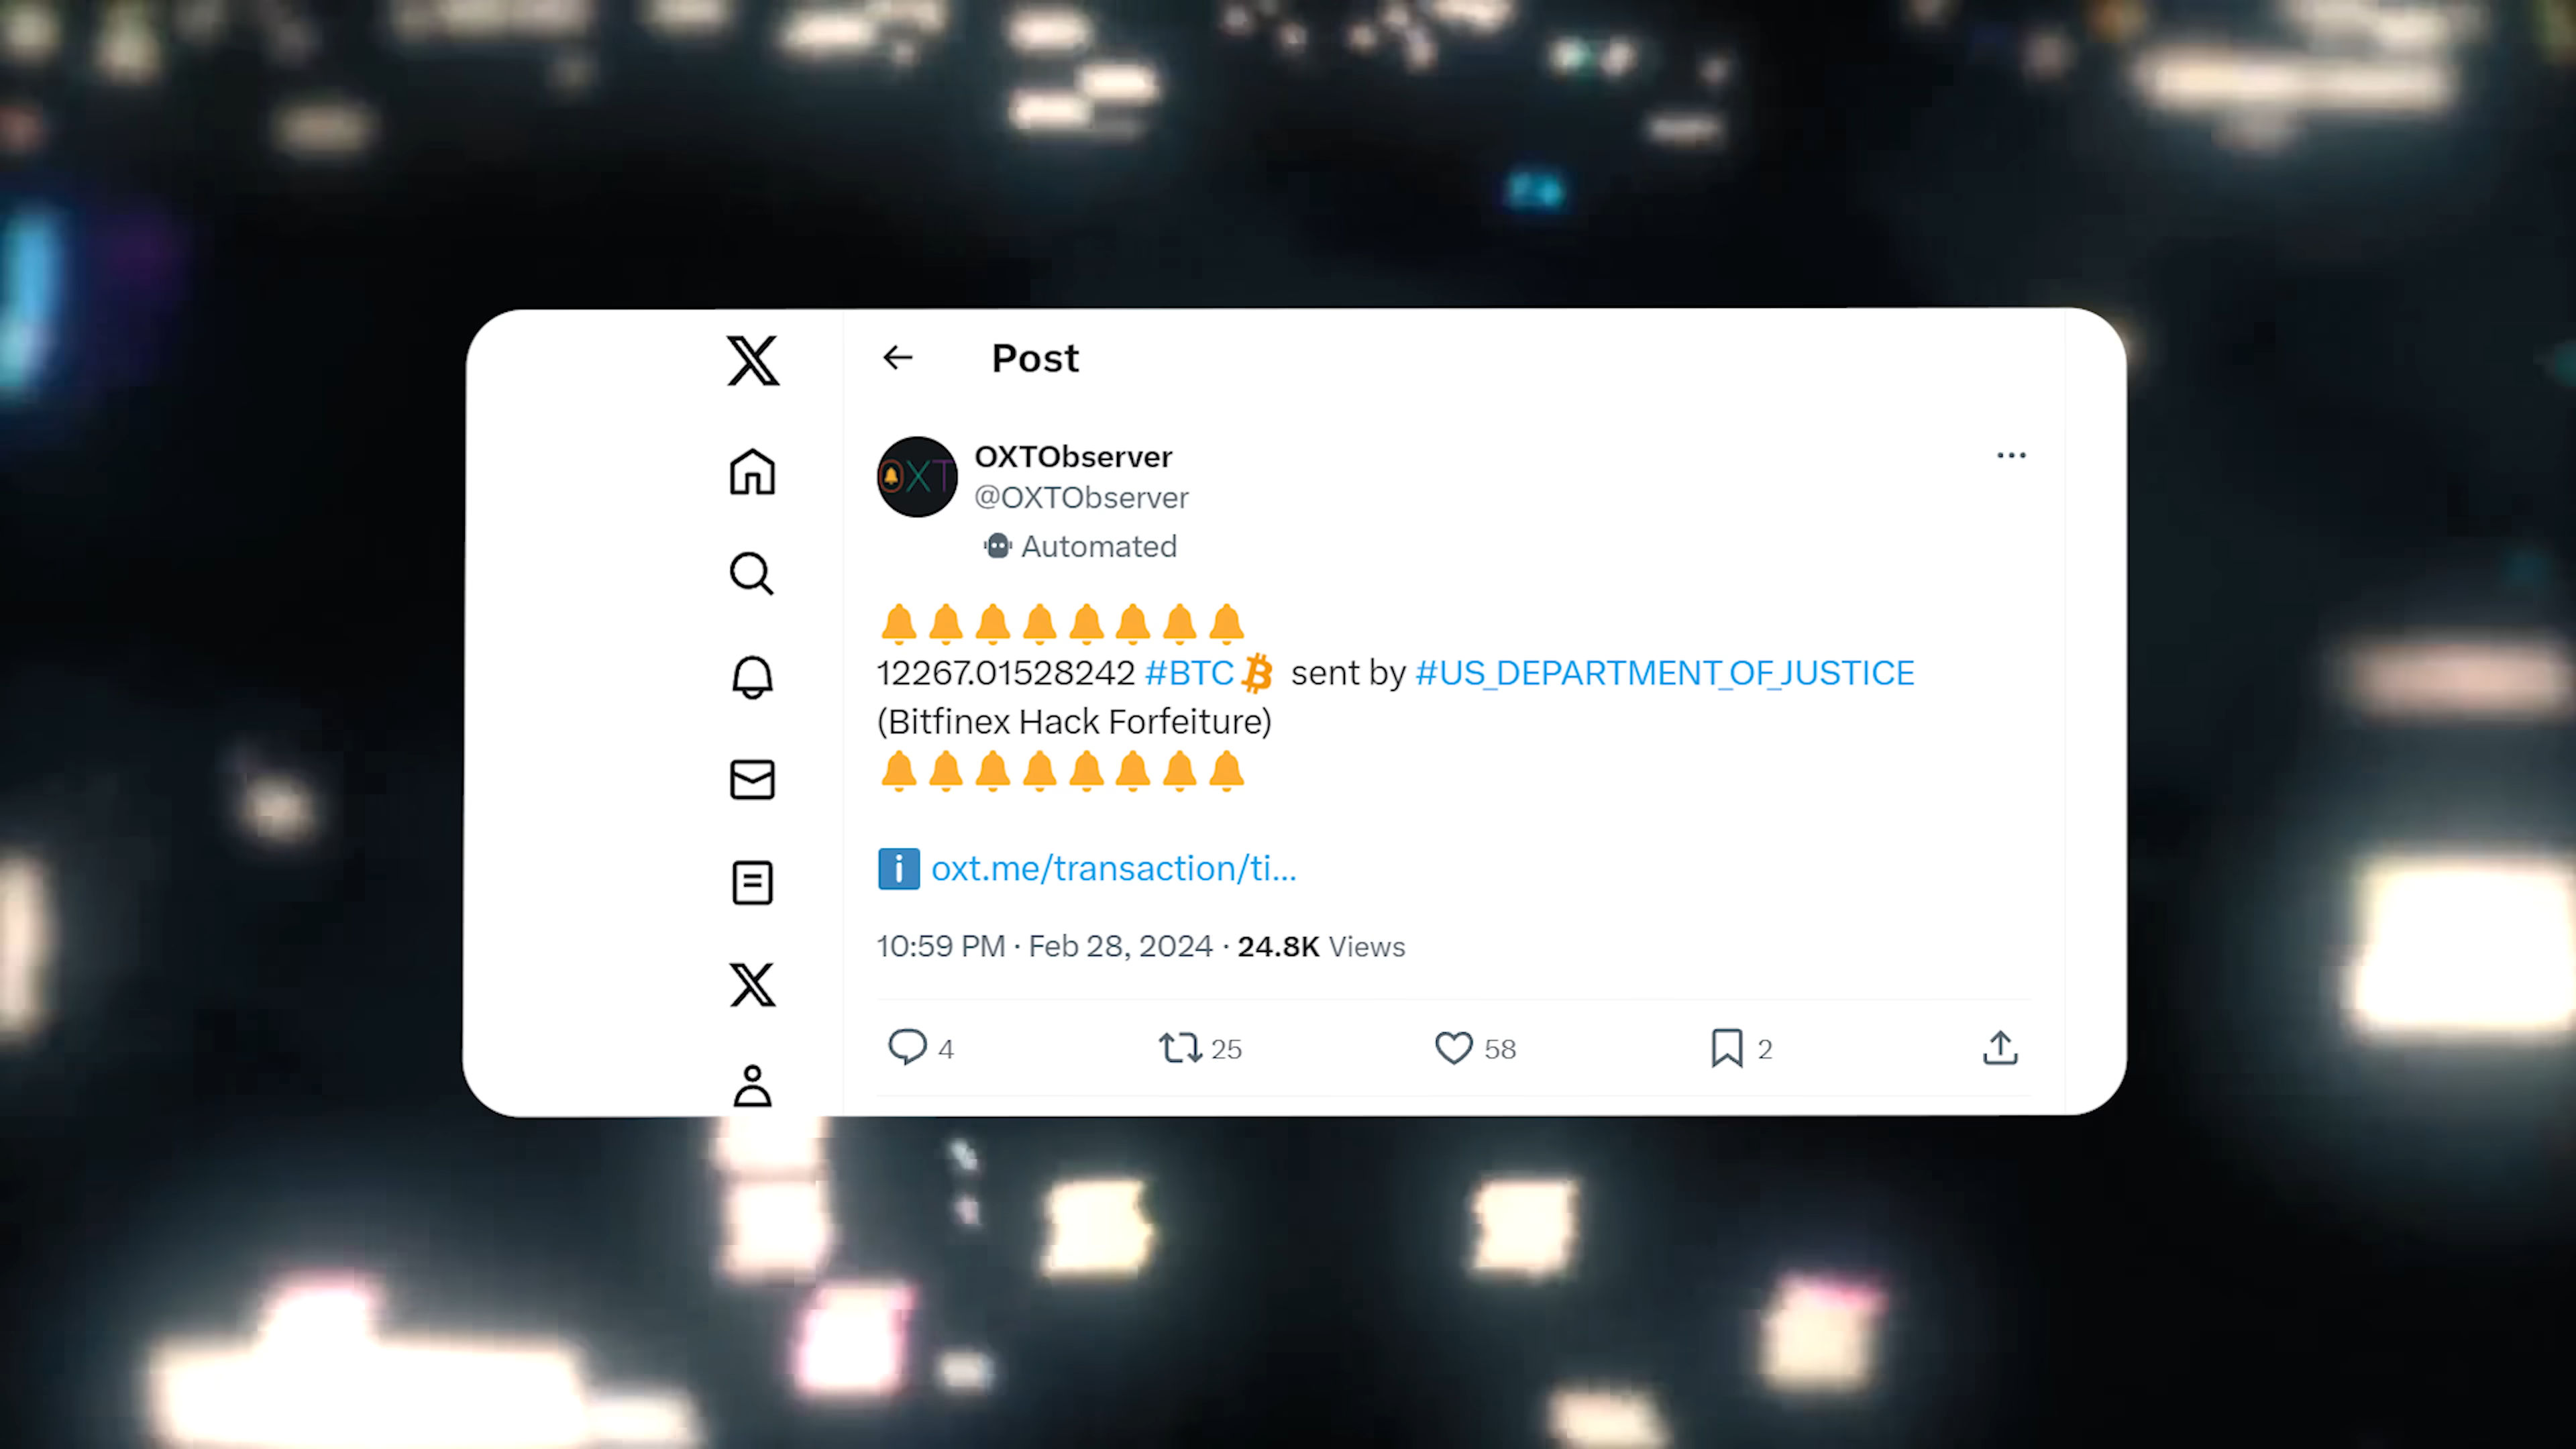 Post
OXTObserver
@OXTObserver
Automated
🔔🔔🔔🔔🔔🔔🔔🔔
12267.01528242 #BTC₿ sent by #US_DEPARTMENT_OF_JUSTICE
(Bitfinex Hack Forfeiture)
🔔🔔🔔🔔🔔🔔🔔🔔
ℹ️ oxt.me/transaction/ti...
10:59 PM · Feb 28, 2024 · 24.8K Views
4 25 58 2